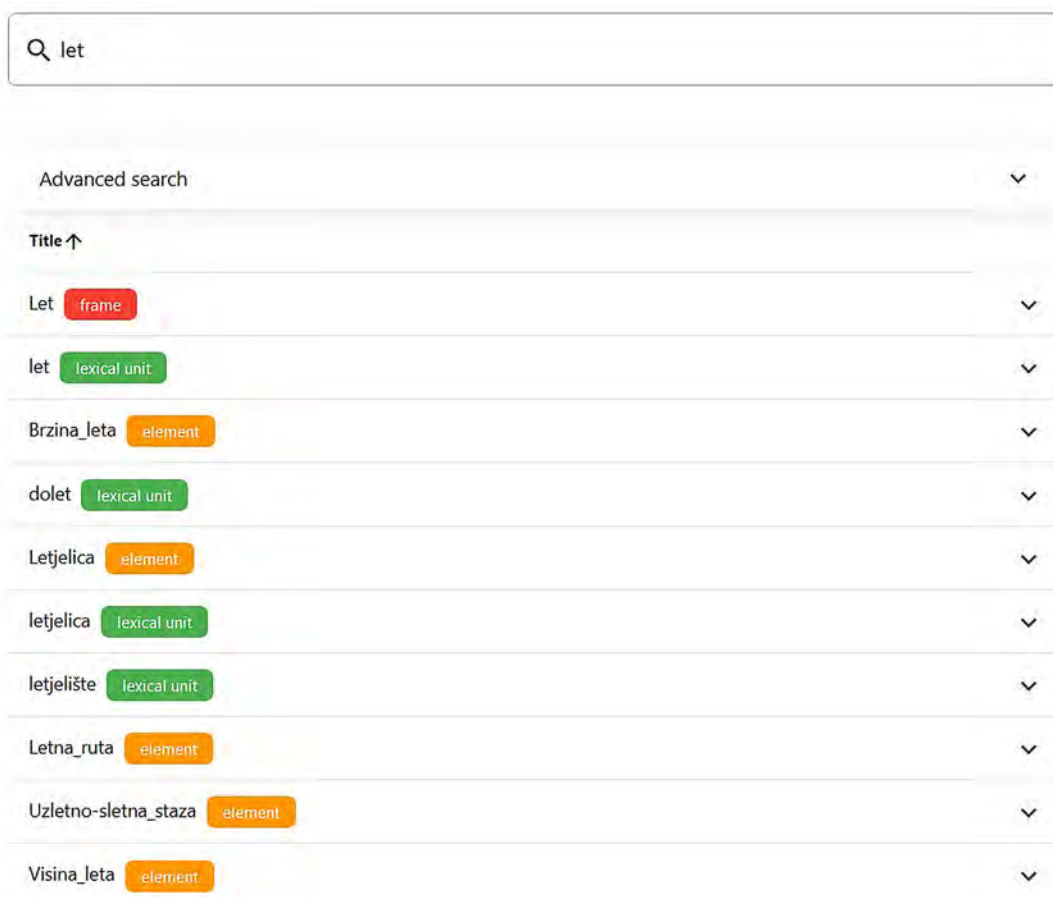 let
Advanced search
Title
Let frame
let lexical unit
Brzina_leta element
dolet lexical unit
Letjelica element
letjelica lexical unit
letjelište lexical unit
Letna_ruta element
Uzletno-sletna_staza element
Visina_leta element